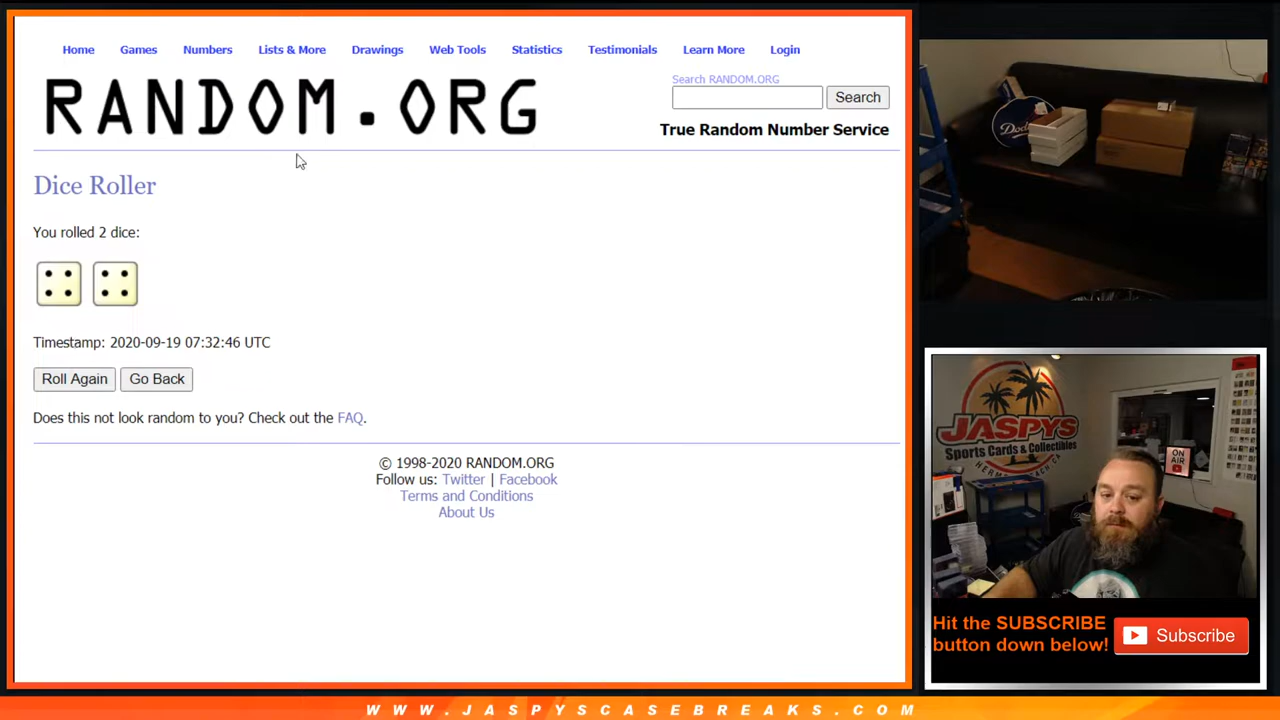 Home Games Numbers Lists & More Drawings Web Tools Statistics Testimonials Learn More Login
RANDOM.ORG
Search RANDOM.ORG
Search
True Random Number Service
Dice Roller
You rolled 2 dice:
Timestamp: 2020-09-19 07:32:46 UTC
Roll Again Go Back
Does this not look random to you? Check out the FAQ.
© 1998-2020 RANDOM.ORG
Follow us: Twitter | Facebook
Terms and Conditions
About Us
JASPYS
Sports Cards & Collectibles
ON
AIR
Hit the SUBSCRIBE
button down below!
Subscribe
WWW.JASPYSCASEBREAKS.COM